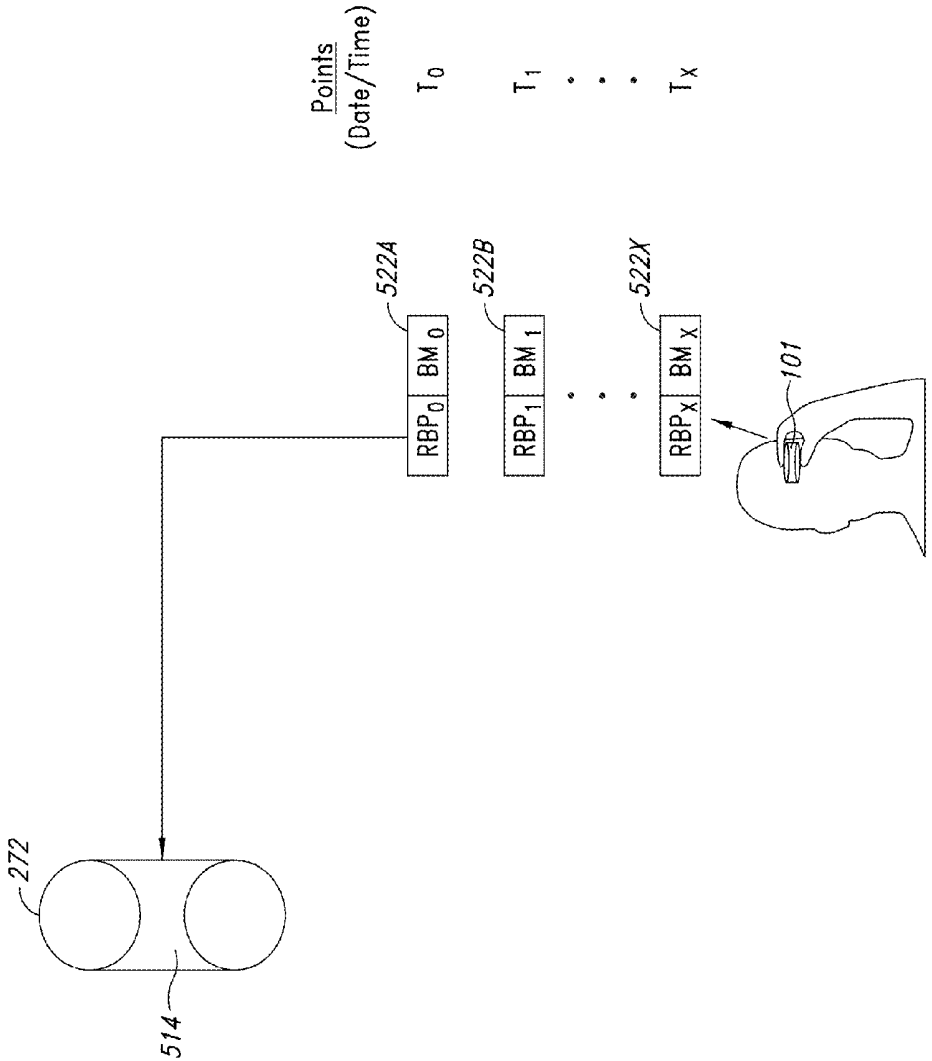 272
514
Points
(Date/Time)
522A
RBP0 BM0 T0
522B
RBP1 BM1 T1
522X
RBPX BMX TX
101